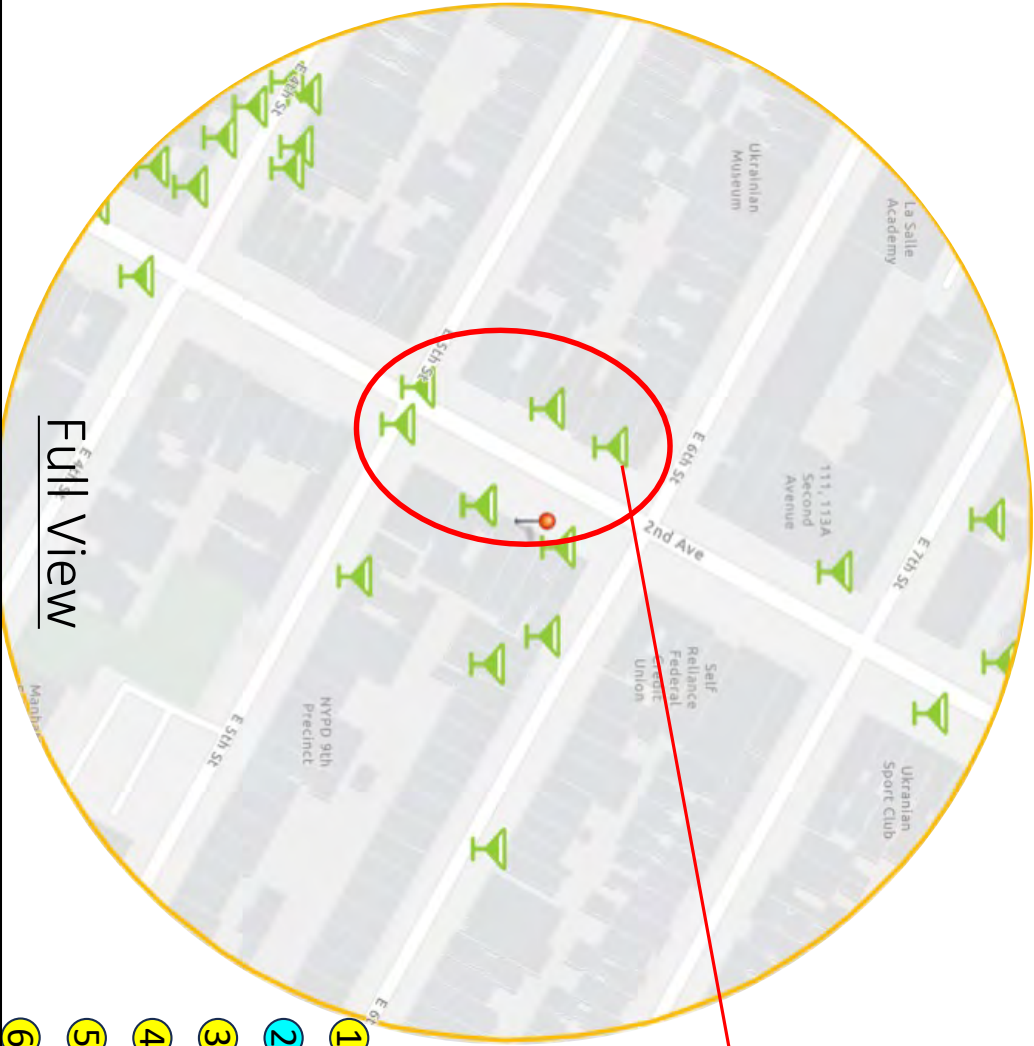 E 4th St
Ukrainian
Museum
La Salle
Academy
E 5th St
E 6th St
111, 113A
Second
Avenue
2nd Ave
E 7th St
Self
Reliance
Federal
Credit
Union
Ukranian
Sport Club
NYPD 9th
Precinct
E 5th St
Full View
1
2
3
4
5
6